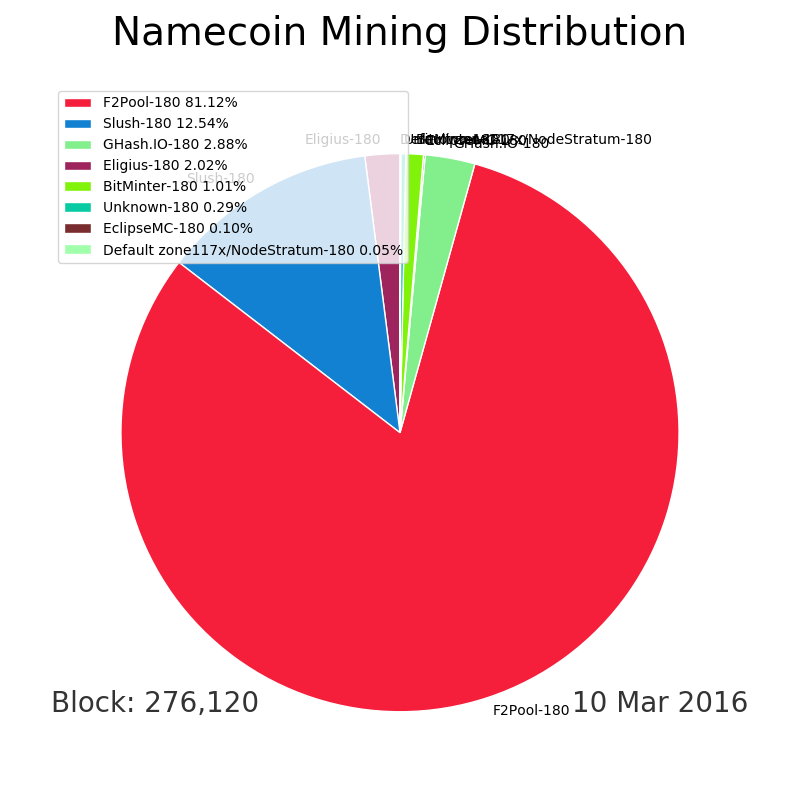 Namecoin Mining Distribution
F2Pool-180 81.12%
Slush-180 12.54%
GHash.IO-180 2.88%
Eligius-180 2.02%
BitMinter-180 1.01%
Unknown-180 0.29%
EclipseMC-180 0.10%
Default zone117x/NodeStratum-180 0.05%
Eligius-180
/NodeStratum-180
GHash.IO-180
Slush-180
Block: 276,120
F2Pool-180
10 Mar 2016